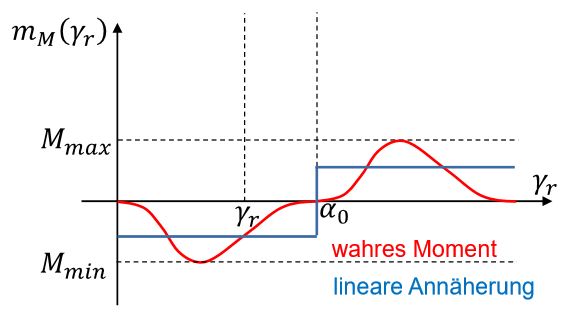 m_M(γ_r)
M_max
γ_r
γ_r
α_0
wahres Moment
M_min
lineare Annäherung